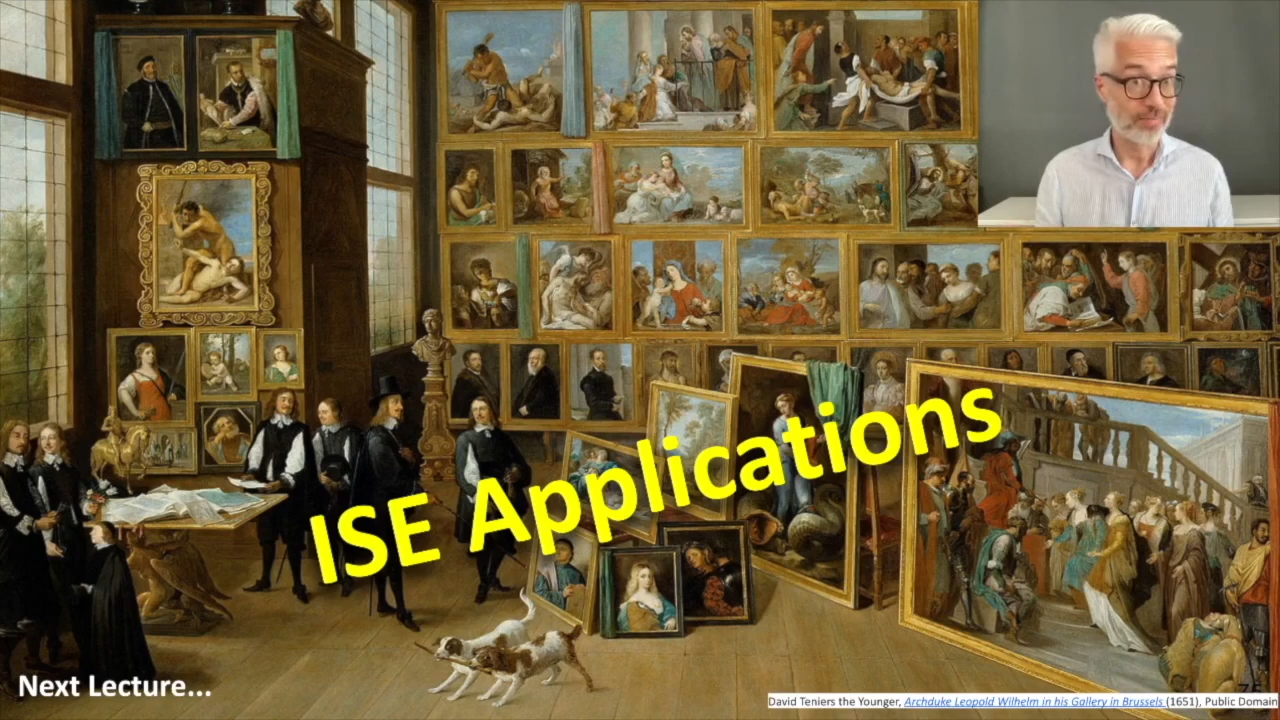 ISE Applications
Next Lecture...
David Teniers the Younger, Archduke Leopold Wilhelm in his Gallery in Brussels (1651), Public Domain